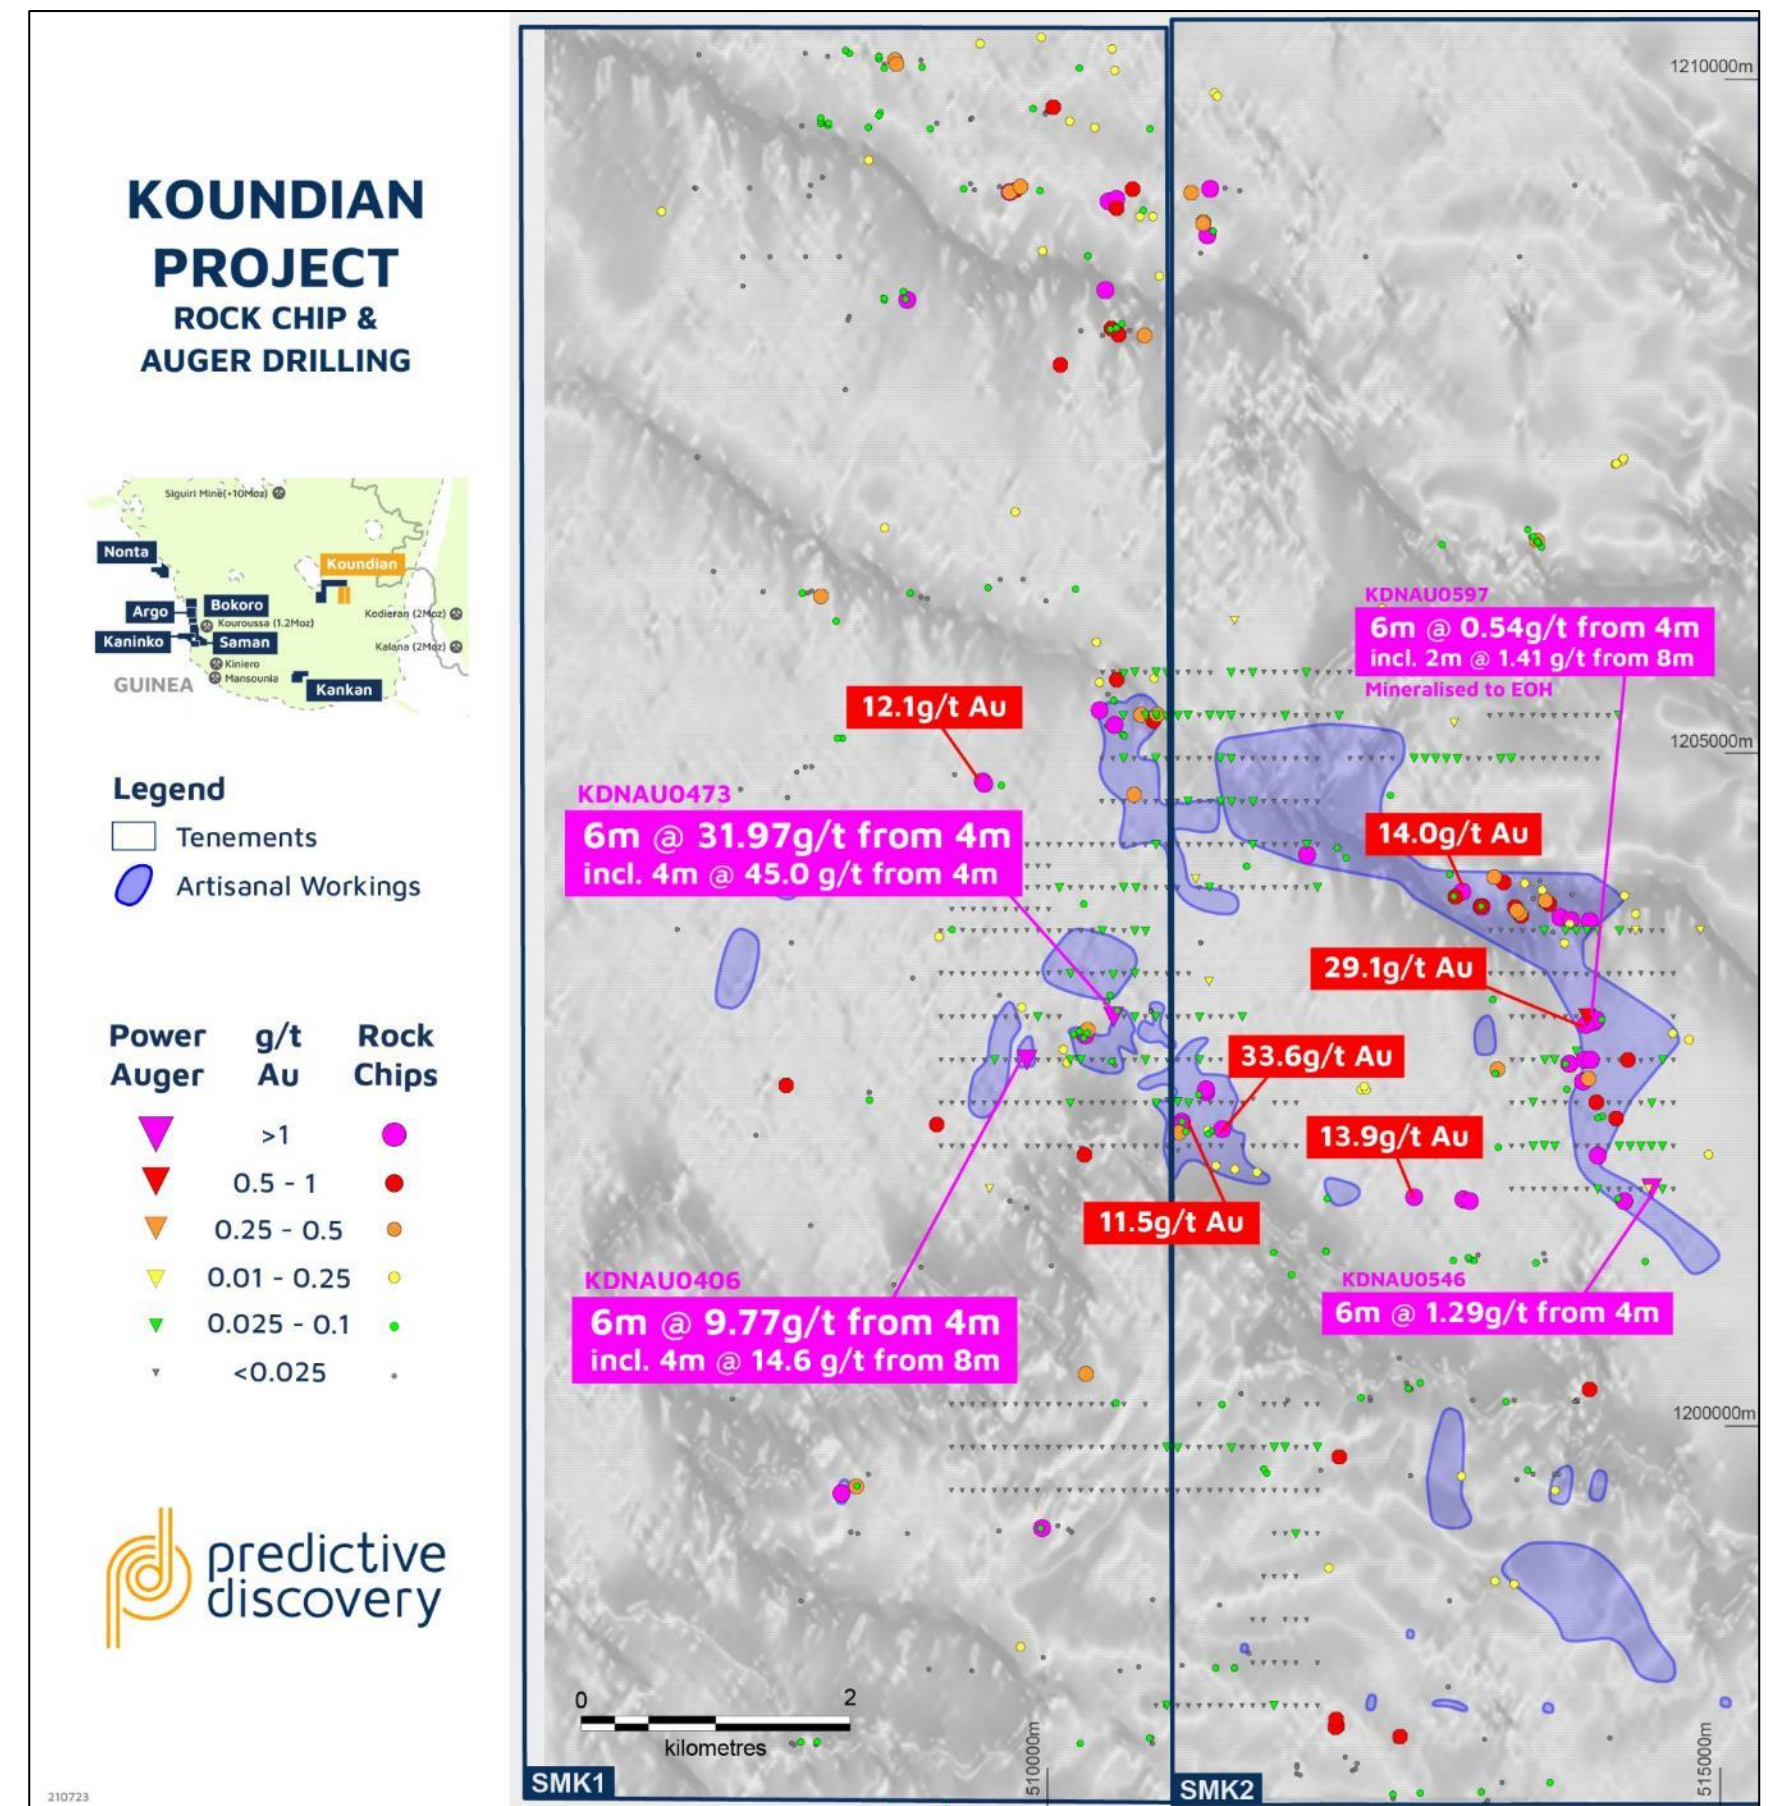 KOUNDIAN
PROJECT
ROCK CHIP &
AUGER DRILLING
Siguiri Mine(+10Moz)
Nonta
Koundian
Argo
Bokoro
Kouroussa (1.2Moz)
Kodieran (2Moz)
Kaninko
Saman
Kalana (2Moz)
Kiniero
Mansounia
GUINEA
Kankan
Legend
Tenements
Artisanal Workings
Power Auger
g/t Au
Rock Chips
>1
0.5 - 1
0.25 - 0.5
0.01 - 0.25
0.025 - 0.1
<0.025
predictive
discovery
210723
1210000m
KDNAU0597
6m @ 0.54g/t from 4m
incl. 2m @ 1.41 g/t from 8m
Mineralised to EOH
12.1g/t Au
1205000m
KDNAU0473
6m @ 31.97g/t from 4m
incl. 4m @ 45.0 g/t from 4m
14.0g/t Au
29.1g/t Au
33.6g/t Au
13.9g/t Au
11.5g/t Au
KDNAU0406
6m @ 9.77g/t from 4m
incl. 4m @ 14.6 g/t from 8m
KDNAU0546
6m @ 1.29g/t from 4m
1200000m
0 2
kilometres
510000m
515000m
SMK1
SMK2